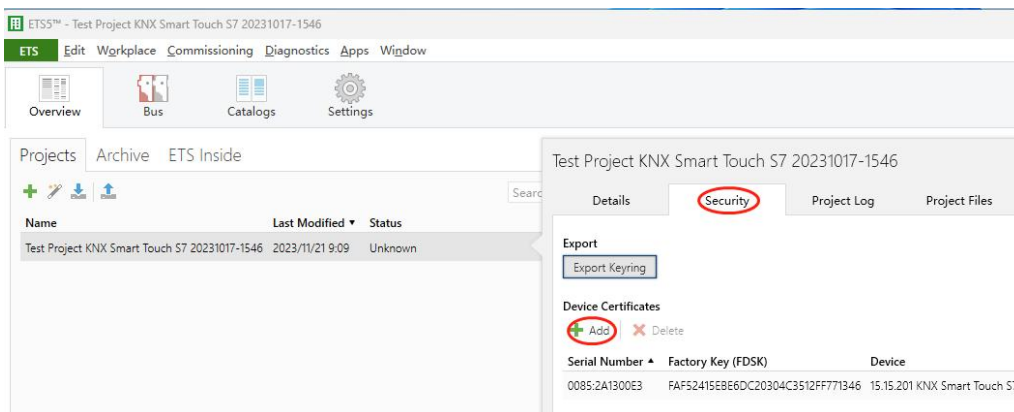 ETS5™ - Test Project KNX Smart Touch S7 20231017-1546
ETS Edit Workplace Commissioning Diagnostics Apps Window
Overview Bus Catalogs Settings
Projects Archive ETS Inside
Search
Name Last Modified ▼ Status
Test Project KNX Smart Touch S7 20231017-1546 2023/11/21 9:09 Unknown
Test Project KNX Smart Touch S7 20231017-1546
Details Security Project Log Project Files
Export
Export Keyring
Device Certificates
Add Delete
Serial Number ▲ Factory Key (FDSK) Device
0085:2A1300E3 FAF52415EBE6DC20304C3512FF771346 15.15.201 KNX Smart Touch S7